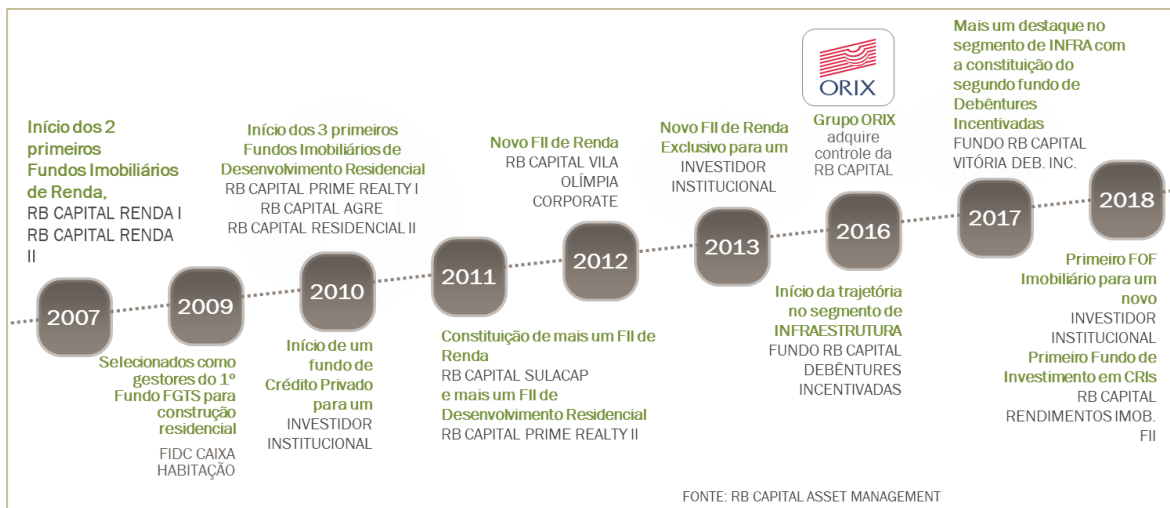 Início dos 2
primeiros
Fundos Imobiliários
de Renda,
RB CAPITAL RENDA I
RB CAPITAL RENDA
II
2007
2009
Selecionados como
gestores do 1º
Fundo FGTS para
construção
residencial
FIDC CAIXA
HABITAÇÃO
Início dos 3 primeiros
Fundos Imobiliários de
Desenvolvimento Residencial
RB CAPITAL PRIME REALTY I
RB CAPITAL AGRE
RB CAPITAL RESIDENCIAL II
2010
Início de um
fundo de
Crédito Privado
para um
INVESTIDOR
INSTITUCIONAL
2011
Constituição de mais um FII de
Renda
RB CAPITAL SULACAP
e mais um FII de
Desenvolvimento Residencial
RB CAPITAL PRIME REALTY II
Novo FII de Renda
RB CAPITAL VILA
OLÍMPIA
CORPORATE
2012
Novo FII de Renda
Exclusivo para um
INVESTIDOR
INSTITUCIONAL
2013
ORIX
Grupo ORIX
adquire
controle da
RB CAPITAL
2016
Início da trajetória
no segmento de
INFRAESTRUTURA
FUNDO RB CAPITAL
DEBÊNTURES
INCENTIVADAS
Mais um destaque no
segmento de INFRA com
a constituição do
segundo fundo de
Debêntures
Incentivadas
FUNDO RB CAPITAL
VITÓRIA DEB. INC.
2017
2018
Primeiro FOF
Imobiliário para um
novo
INVESTIDOR
INSTITUCIONAL
Primeiro Fundo de
Investimento em CRIs
RB CAPITAL
RENDIMENTOS IMOB.
FII
FONTE: RB CAPITAL ASSET MANAGEMENT